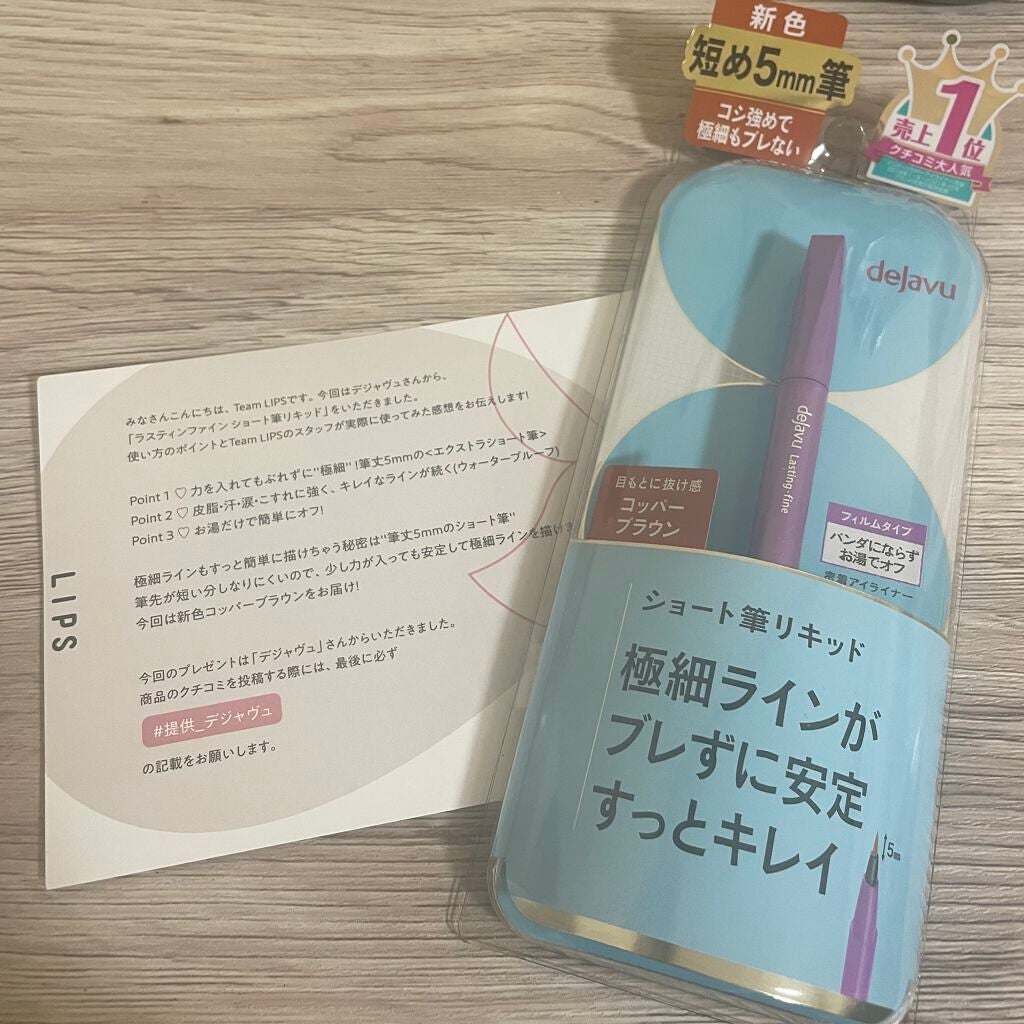 みなさんこんにちは、Team LIPSです。今回はデジャヴュさんから、
「ラスティンファイン ショート筆リキッド」をいただきました。
使い方のポイントとTeam LIPSのスタッフが実際に使ってみた感想をお伝えします!
Point 1 ♡ 力を入れてもぶれずに"極細"!筆丈5mmの<エクストラショート筆>
Point 2 ♡ 皮脂・汗・涙・こすれに強く、キレイなラインが続く(ウォータープルーフ)
Point 3 ♡ お湯だけで簡単にオフ!
極細ラインもすっと簡単に描けちゃう秘密は"筆丈5mmのショート筆"
筆先が短い分しなりにくいので、少し力が入っても安定して極細ラインを描け
今回は新色コッパーブラウンをお届け!
今回のプレゼントは「デジャヴュ」さんからいただきました。
商品のクチコミを投稿する際には、最後に必ず
#提供_デジャヴュ
の記載をお願いします。
LIPS
新色
短め5mm筆
コシ強めで
極細もブレない
売上1位
クチコミ大人気
dejavu
dejavu Lasting-fine
目もとに抜け感
コッパー
ブラウン
フィルムタイプ
パンダにならず
お湯でオフ
密着アイライナー
ショート筆リキッド
極細ラインが
ブレずに安定
すっとキレイ
5mm